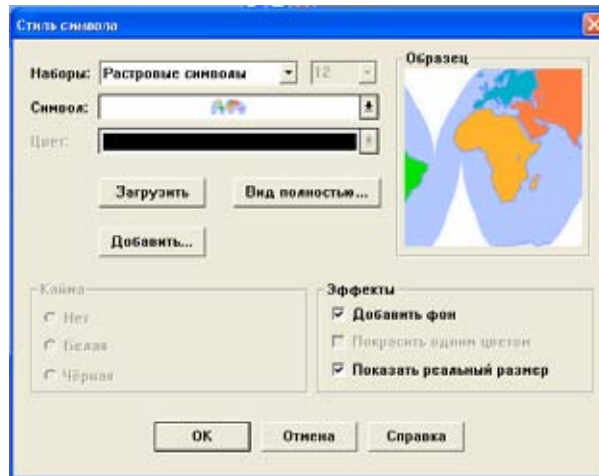 Стиль символа
Наборы: Растровые символы 12
Образец
Символ:
Цвет:
Загрузить Вид полностью...
Добавить...
Кайма
Нет
Белая
Чёрная
Эффекты
Добавить фон
Покрасить одним цветом
Показать реальный размер
ОК Отмена Справка